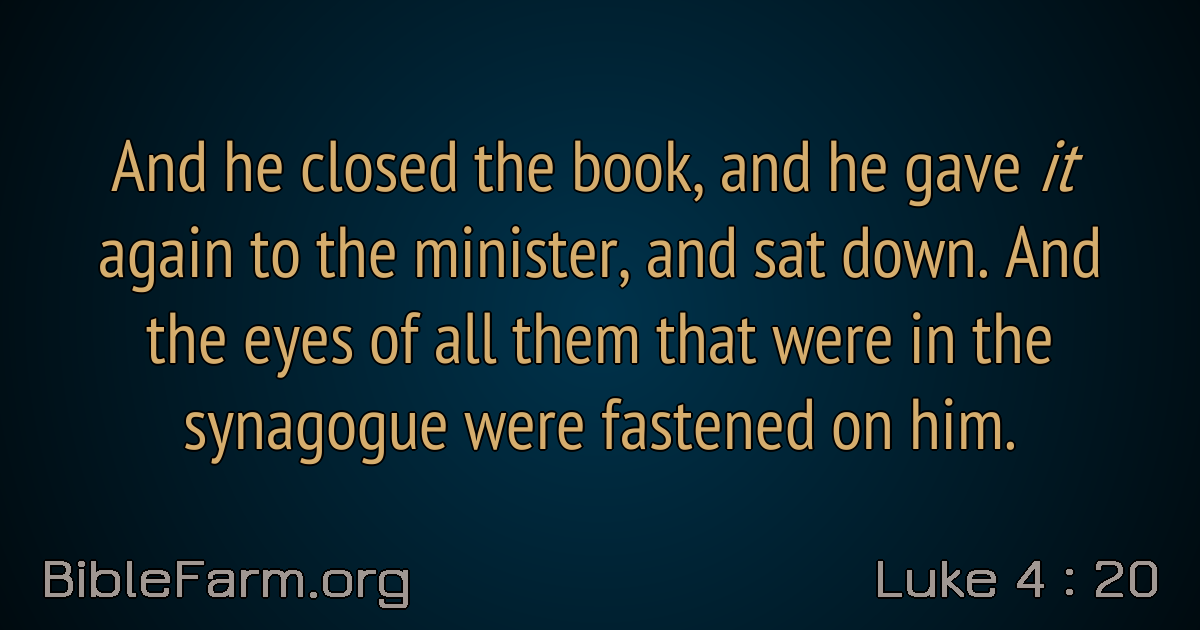 And he closed the book, and he gave it
again to the minister, and sat down. And
the eyes of all them that were in the
synagogue were fastened on him.
BibleFarm.org
Luke 4 : 20